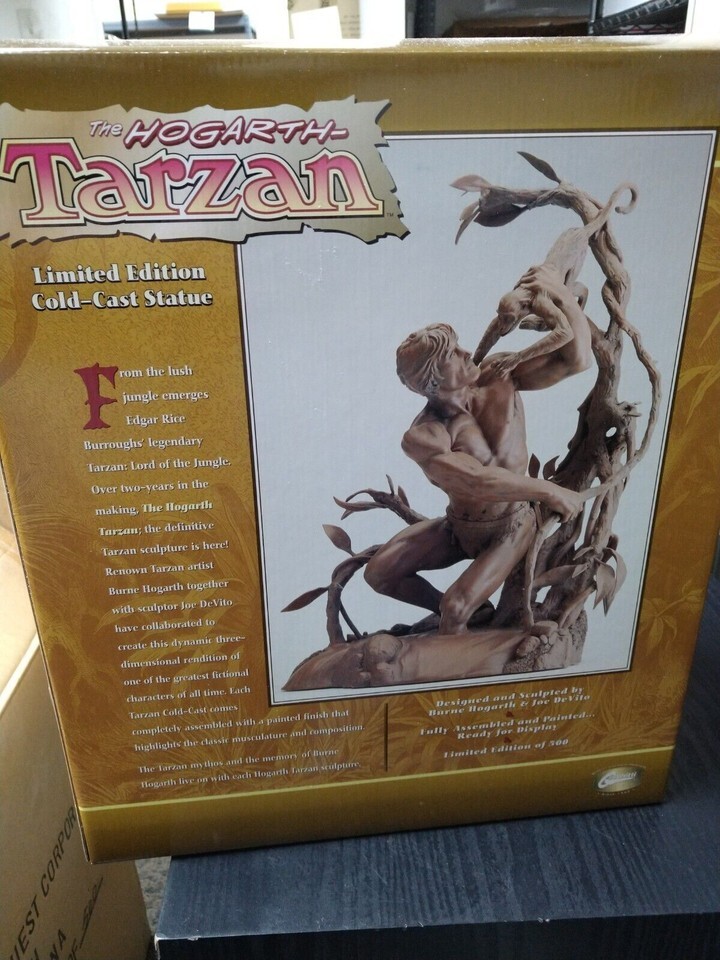 The HOGARTH-
Tarzan™
Limited Edition
Cold-Cast Statue
From the lush
jungle emerges
Edgar Rice
Burroughs' legendary
Tarzan: Lord of the Jungle.
Over two-years in the
making, The Hogarth
Tarzan; the definitive
Tarzan sculpture is here!
Renown Tarzan artist
Burne Hogarth together
with sculptor Joe DeVito
have collaborated to
create this dynamic three-
dimensional rendition of
one of the greatest fictional
characters of all time. Each
Tarzan Cold-Cast comes
completely assembled with a painted finish that
highlights the classic musculature and composition.
The Tarzan mythos and the memory of Burne
Hogarth live on with each Hogarth Tarzan sculpture.
Designed and Sculpted by
Burne Hogarth & Joe DeVito
Fully Assembled and Painted...
Ready for Display
Limited Edition of 500
EST CORPOR